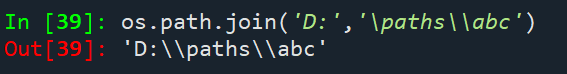 In [39]: os.path.join('D:','\paths\\abc')
Out[39]: 'D:\\paths\\abc'